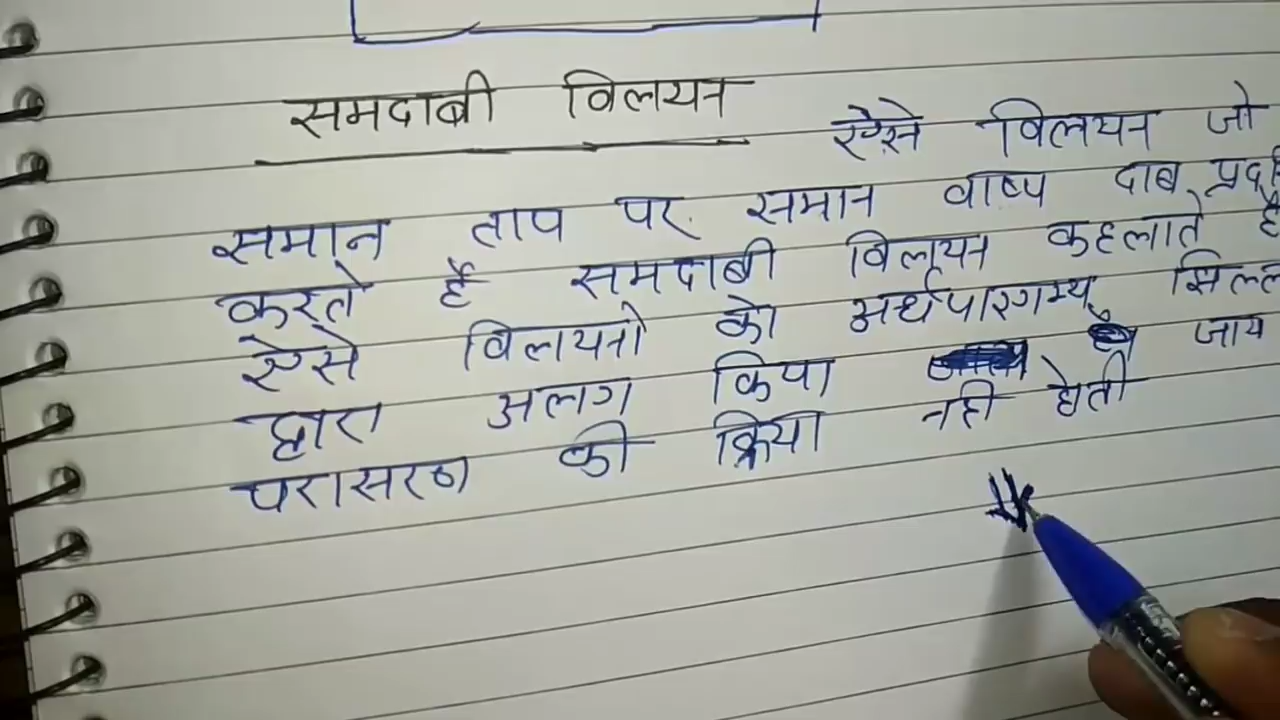 समदाबी विलयन
ऐसे विलयन जो
समान ताप पर समान वाष्प दाब
करते है समदाबी विलयन कहलाते है
ऐसे विलयनो को अर्धपारगम्य
द्वारा अलग किया जाय
परासरण की क्रिया नही होती